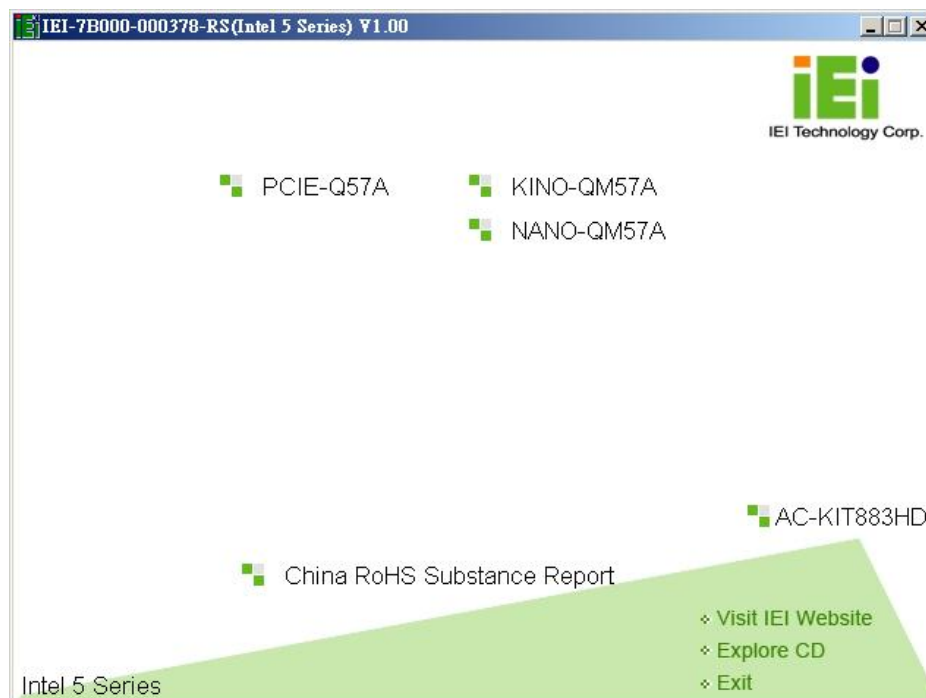 IEI-7B000-000378-RS(Intel 5 Series) V1.00
iEi
IEI Technology Corp.
PCIE-Q57A
KINO-QM57A
NANO-QM57A
AC-KIT883HD
China RoHS Substance Report
Visit IEI Website
Explore CD
Exit
Intel 5 Series